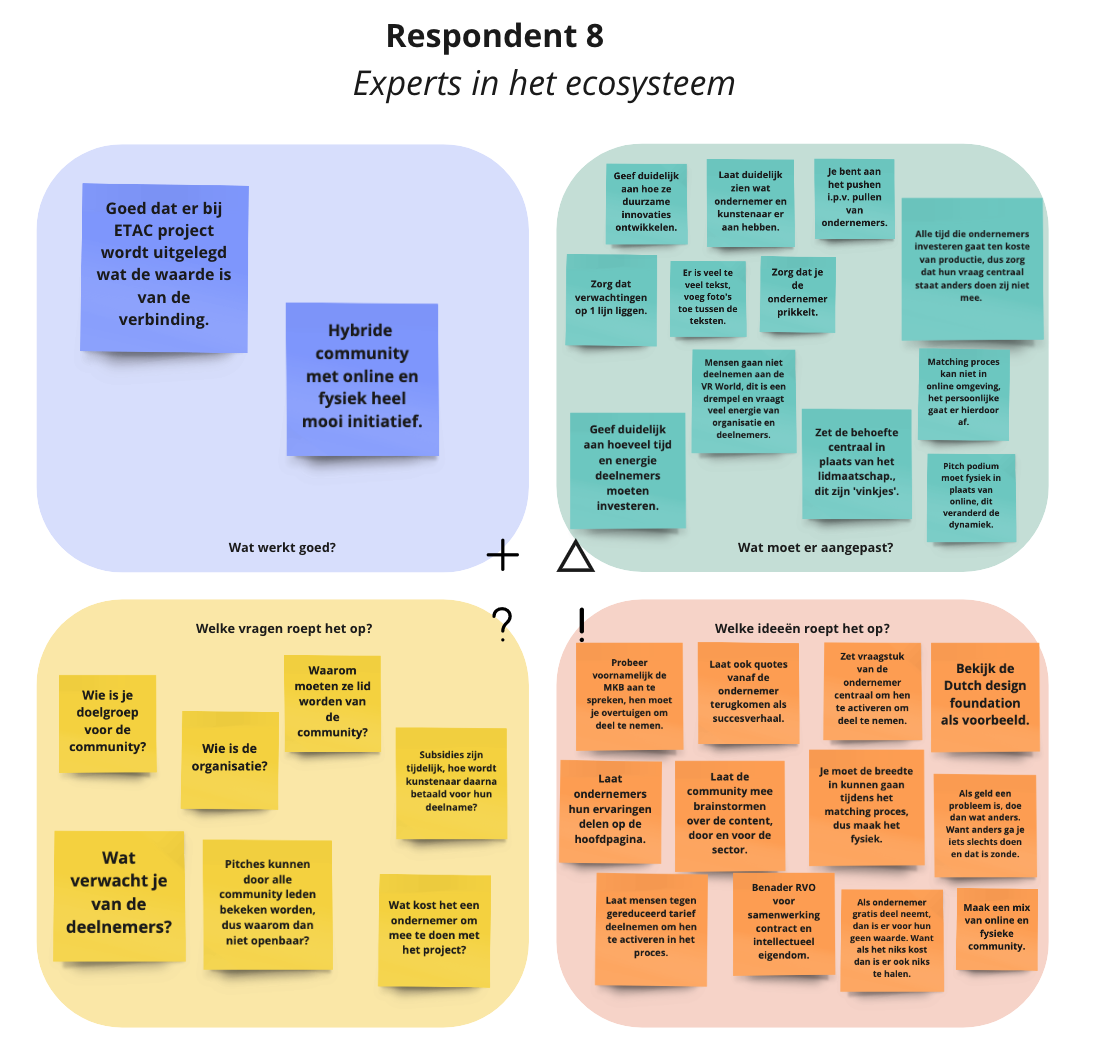 Respondent 8
Experts in het ecosysteem
Goed dat er bij
ETAC project
wordt uitgelegd
wat de waarde is
van de
verbinding.
Hybride
community
met online en
fysiek heel
mooi initiatief.
Wat werkt goed?
Geef duidelijk
aan hoe ze
duurzame
innovaties
ontwikkelen.
Laat duidelijk
zien wat
ondernemer en
kunstenaar er
aan hebben.
Je bent aan
het pushen
i.p.v. pullen
van
ondernemers.
Alle tijd die ondernemers
investeren gaat ten koste
van productie, dus zorg
dat hun vraag centraal
staat anders doen zij niet
mee.
Zorg dat
verwachtingen
op 1 lijn liggen.
Er is veel te
veel tekst,
voeg foto's
toe tussen de
teksten.
Zorg dat je
de
ondernemer
prikkelt.
Mensen gaan niet
deelnemen aan de
VR World, dit is een
drempel en vraagt
veel energie van
organisatie en
deelnemers.
Matching proces
kan niet in
online omgeving,
het persoonlijke
gaat er hierdoor
af.
Geef duidelijk
aan hoeveel tijd
en energie
deelnemers
moeten
investeren.
Zet de behoefte
centraal in
plaats van het
lidmaatschap.,
dit zijn 'vinkjes'.
Pitch podium
moet fysiek in
plaats van
online, dit
veranderd de
dynamiek.
Wat moet er aangepast?
Welke vragen roept het op?
?
Wie is je
doelgroep
voor de
community?
Wie is de
organisatie?
Waarom
moeten ze lid
worden van
de
community?
Subsidies zijn
tijdelijk, hoe wordt
kunstenaar daarna
betaald voor hun
deelname?
Wat
verwacht je
van de
deelnemers?
Pitches kunnen
door alle
community leden
bekeken worden,
dus waarom dan
niet openbaar?
Wat kost het een
ondernemer om
mee te doen met
het project?
!
Welke ideeën roept het op?
Probeer
voornamelijk de
MKB aan te
spreken, hen moet
je overtuigen om
deel te nemen.
Laat ook quotes
vanaf de
ondernemer
terugkomen als
succesverhaal.
Zet vraagstuk
van de
ondernemer
centraal om hen
te activeren om
deel te nemen.
Bekijk de
Dutch design
foundation
als voorbeeld.
Laat
ondernemers
hun ervaringen
delen op de
hoofdpagina.
Laat de
community mee
brainstormen
over de content,
door en voor de
sector.
Je moet de breedte
in kunnen gaan
tijdens het
matching proces,
dus maak het
fysiek.
Als geld een
probleem is, doe
dan wat anders.
Want anders ga je
iets slechts doen
en dat is zonde.
Laat mensen tegen
gereduceerd tarief
deelnemen om hen
te activeren in het
proces.
Benader RVO
voor
samenwerking
contract en
intellectueel
eigendom.
Als ondernemer
gratis deel neemt,
dan is er voor hun
geen waarde. Want
als het niks kost
dan is er ook niks
te halen.
Maak een mix
van online en
fysieke
community.